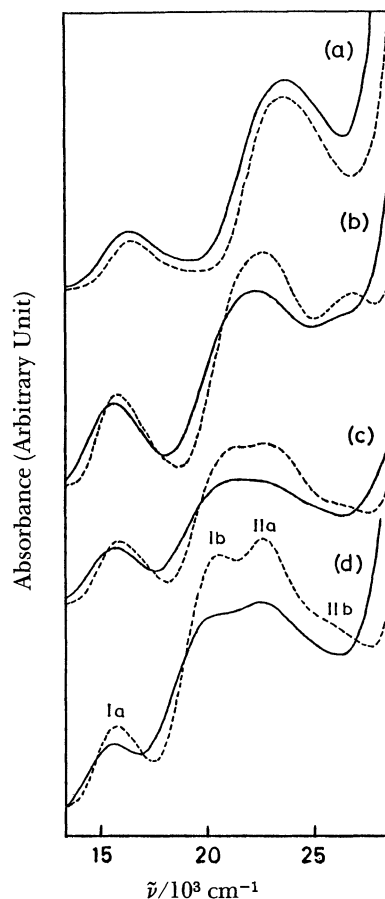 (a)
(b)
(c)
Ib IIa
(d)
IIb
Ia
Absorbance (Arbitrary Unit)
15 20 25
ν̃/10³ cm⁻¹